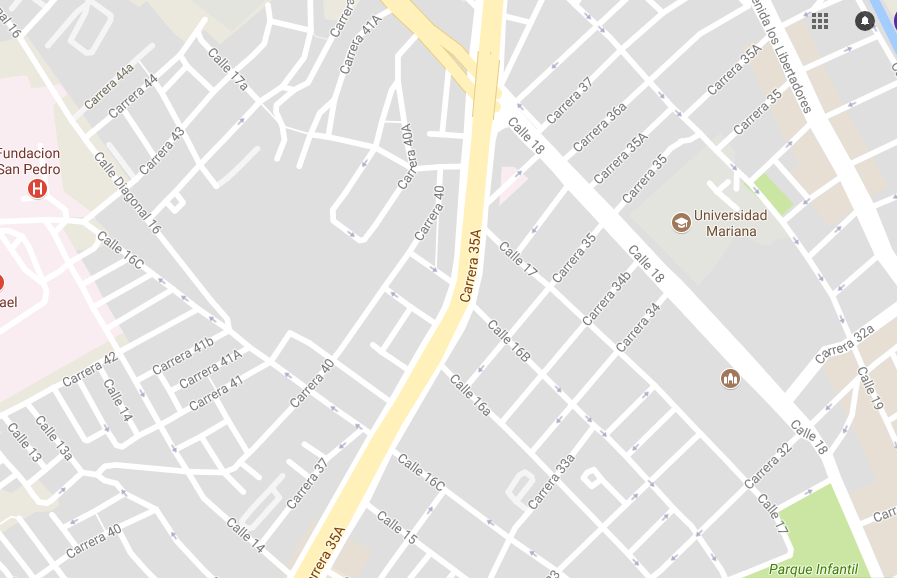 Carrera
Carrera 41A
Calle 17a
Carrera 44a
Carrera 44
Carrera 43
Fundacion
San Pedro
H
Calle Diagonal 16
Carrera 40A
Carrera 40
Carrera 35A
Calle 18
Carrera 37
Carrera 36a
Carrera 35A
Carrera 35
Carrera 35A
Carrera 35
enida los Libertadores
Universidad
Mariana
Calle 16C
ael
Calle 17
Carrera 35
Carrera 34b
Carrera 34
Calle 18
Calle 16B
Carrera 32a
Carrera 42
Carrera 41b
Carrera 41A
Carrera 41
Carrera 40
Calle 14
Calle 13
Calle 13a
Calle 16a
Calle 19
Calle 18
Carrera 32
Carrera 33a
Calle 16C
Carrera 37
Calle 17
Calle 15
Calle 14
Carrera 40
Carrera 35A
Parque Infantil